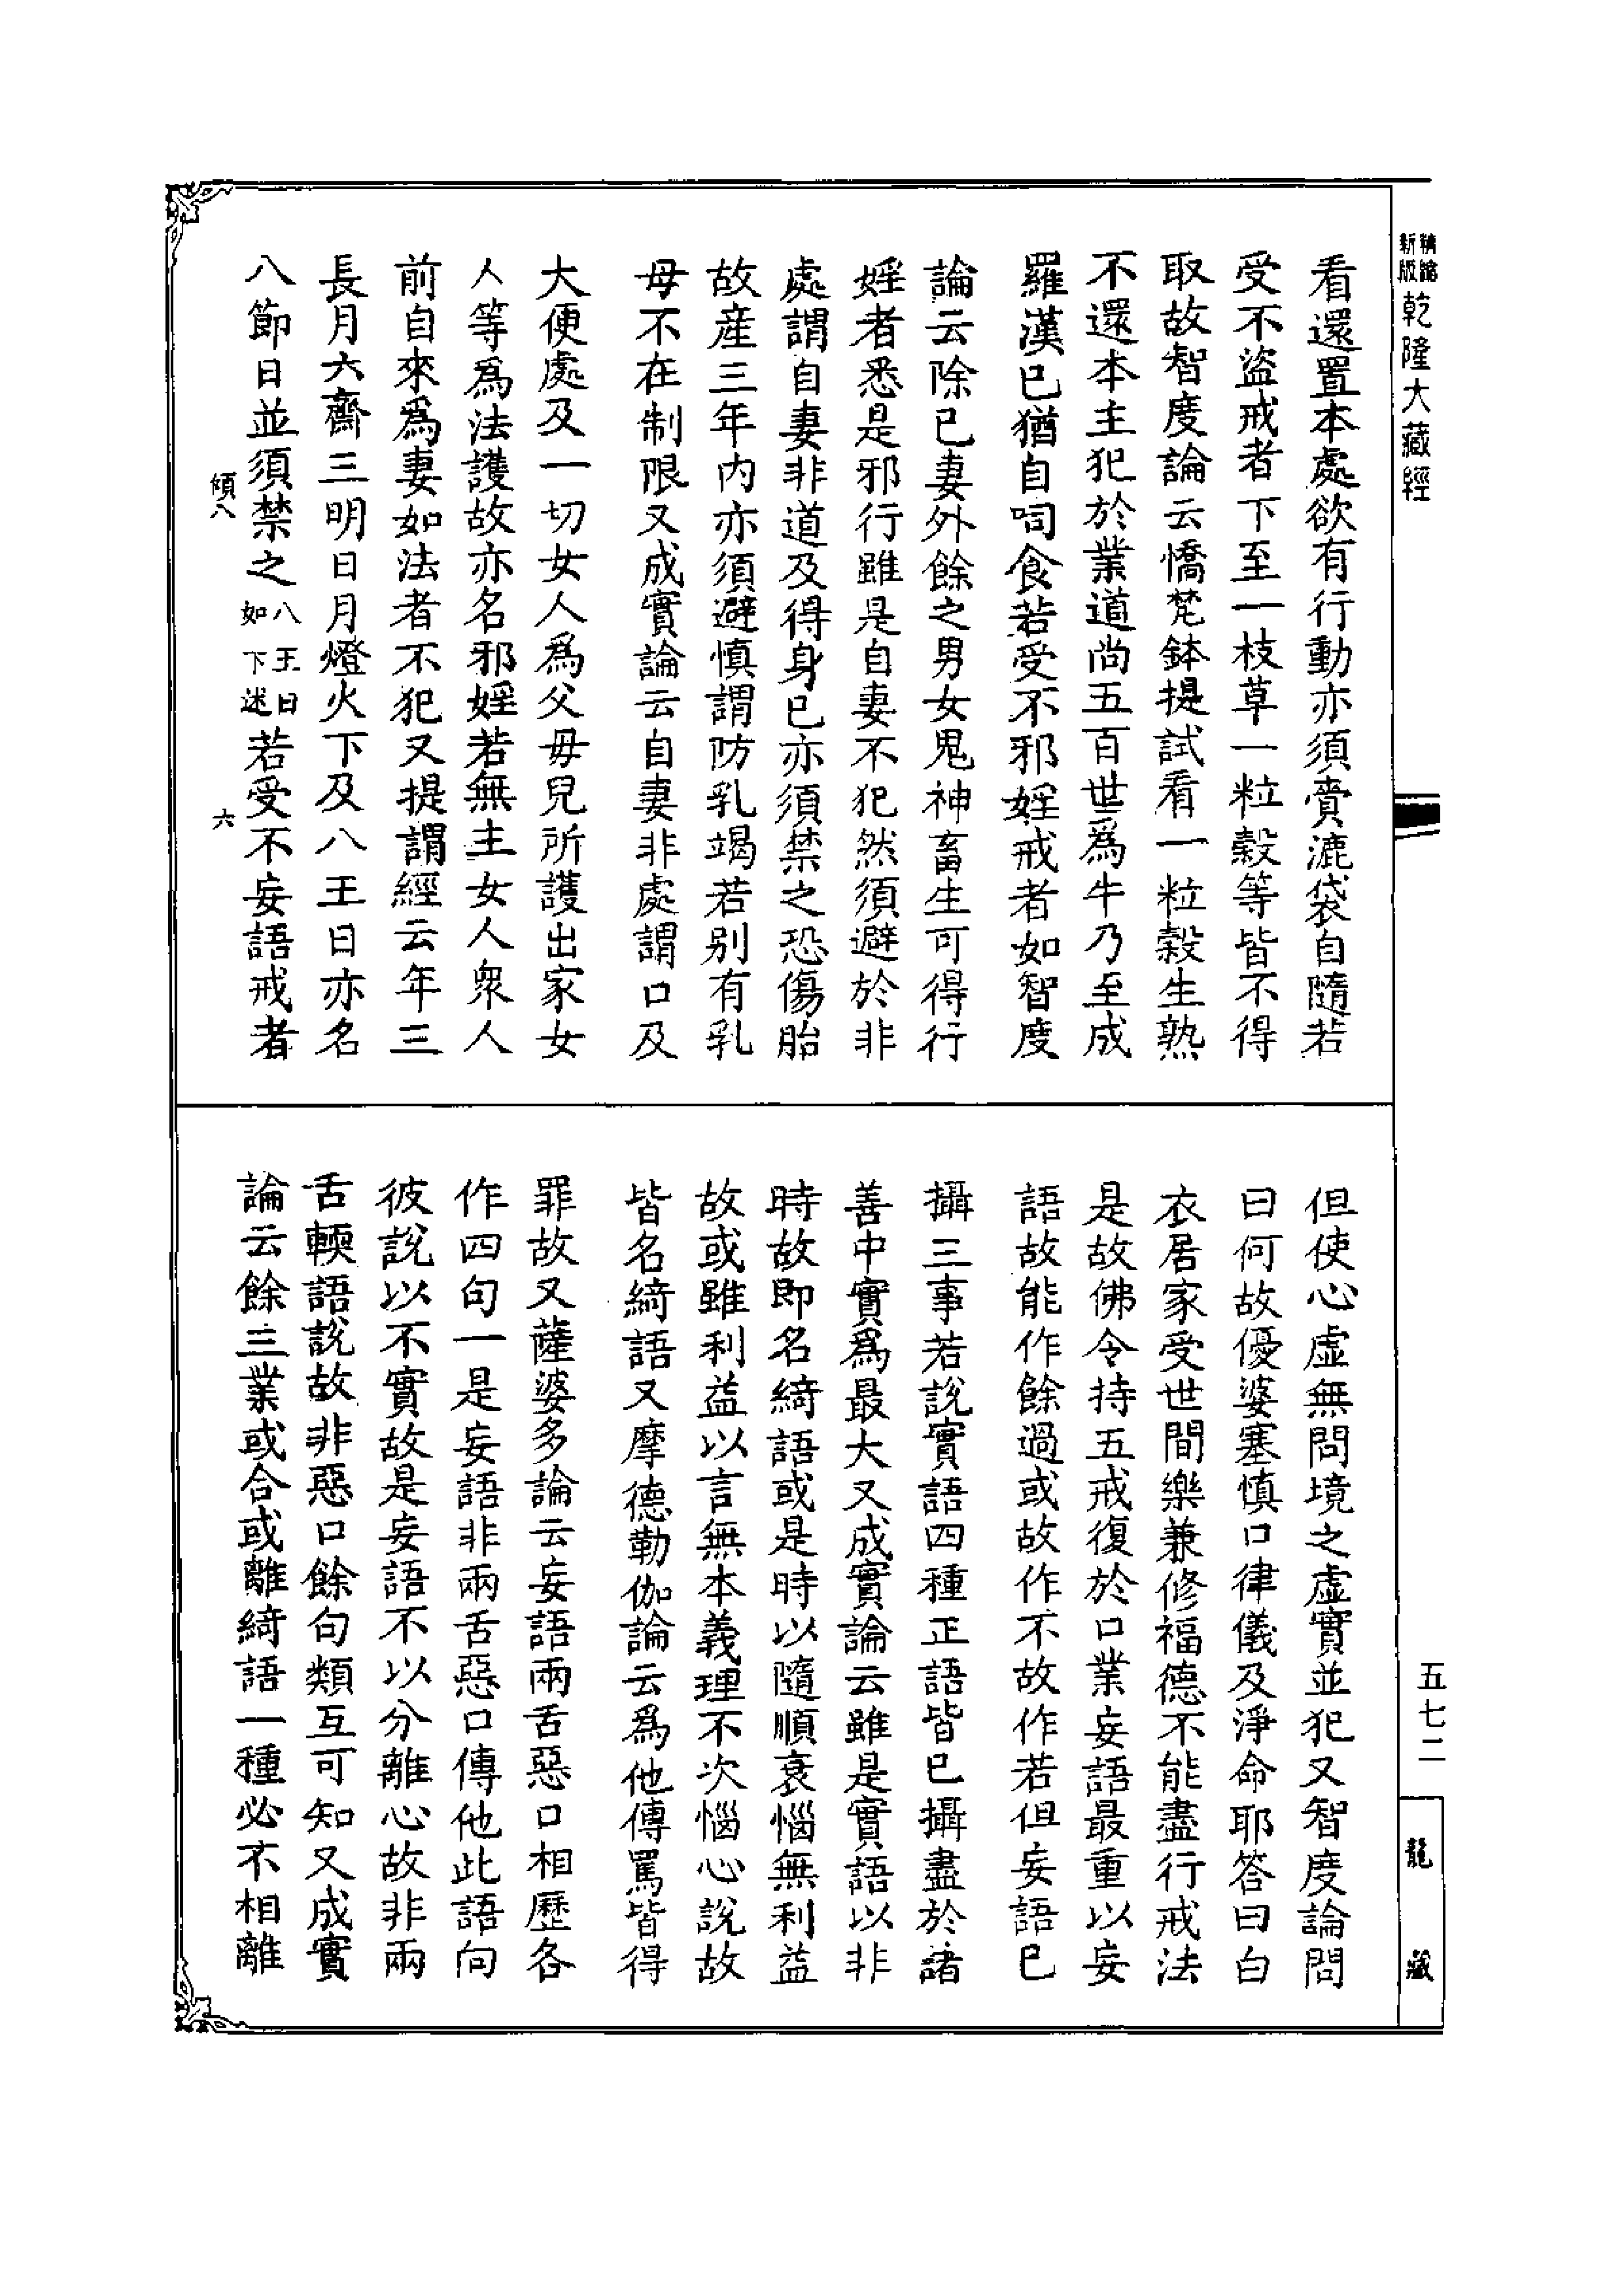 新版
精縮
乾隆大藏經
看還置本處欲有行動亦須賷漉袋自隨若
受不盜戒者下至一枝草一粒穀等皆不得
取故智度論云憍梵鉢提試看一粒穀生熟
不還本主犯於業道尚五百世爲牛乃至成
羅漢已猶自呞食若受不邪婬戒者如智度
論云除已妻外餘之男女鬼神畜生可得行
婬者悉是邪行雖是自妻不犯然須避於非
處謂自妻非道及得身已亦須禁之恐傷胎
故産三年內亦須避慎謂防乳竭若別有乳
母不在制限又成實論云自妻非處謂口及
大便處及一切女人爲父母兒所護出家女
人等爲法護故亦名邪婬若無主女人衆人
前自來爲妻如法者不犯又提謂經云年三
長月六齋三明日月燈火下及八王日亦名
八節日並須禁之八王日如下述若受不妄語戒者
傾八
六
但使心虛無問境之虛實並犯又智度論問
曰何故優婆塞慎口律儀及淨命耶答曰白
衣居家受世間樂兼修福德不能盡行戒法
是故佛令持五戒復於口業妄語最重以妄
語故能作餘過或故作不故作若但妄語已
攝三事若說實語四種正語皆已攝盡於諸
善中實爲最大又成實論云雖是實語以非
時故即名綺語或是時以隨順衰惱無利益
故或雖利益以言無本義理不次惱心說故
皆名綺語又摩德勒伽論云爲他傳罵皆得
罪故又薩婆多論云妄語兩舌惡口相歷各
作四句一是妄語非兩舌惡口傳他此語向
彼說以不實故是妄語不以分離心故非兩
舌輭語說故非惡口餘句類互可知又成實
論云餘三業或合或離綺語一種必不相離
五七二
龍藏